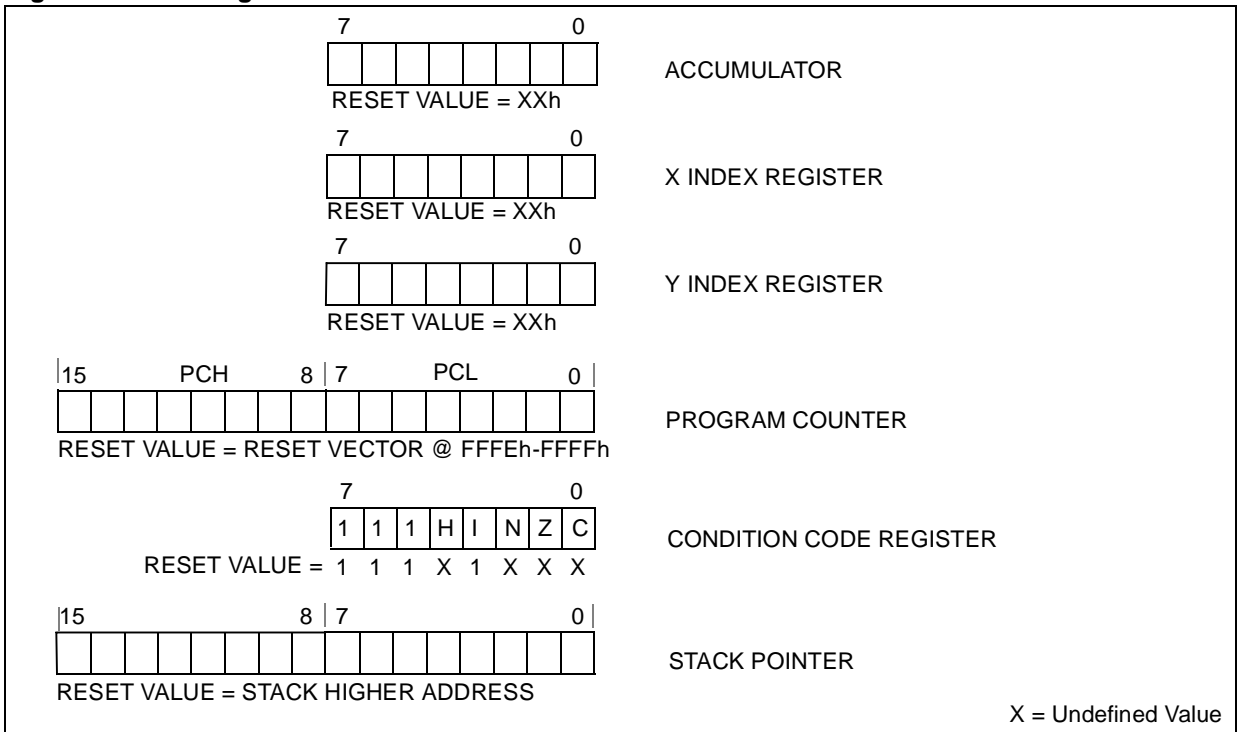 7 0
ACCUMULATOR
RESET VALUE = XXh
7 0
X INDEX REGISTER
RESET VALUE = XXh
7 0
Y INDEX REGISTER
RESET VALUE = XXh
15 PCH 8 7 PCL 0
PROGRAM COUNTER
RESET VALUE = RESET VECTOR @ FFFEh-FFFFh
7 0
1 1 1 H I N Z C
CONDITION CODE REGISTER
RESET VALUE = 1 1 1 X 1 X X X
15 8 7 0
STACK POINTER
RESET VALUE = STACK HIGHER ADDRESS
X = Undefined Value